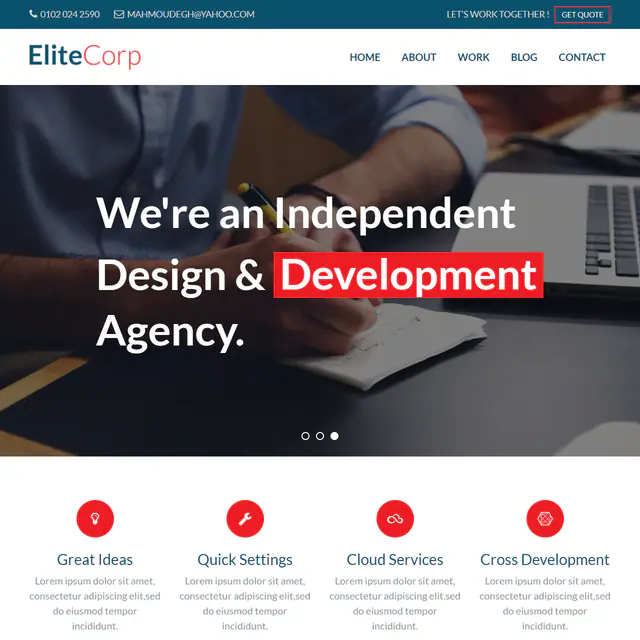 0102 024 2590 MAHMOUDEGH@YAHOO.COM LET'S WORK TOGETHER ! GET QUOTE
EliteCorp HOME ABOUT WORK BLOG CONTACT
We're an Independent
Design & Development
Agency.
Great Ideas
Lorem ipsum dolor sit amet,
consectetur adipiscing elit,sed
do eiusmod tempor
incididunt.
Quick Settings
Lorem ipsum dolor sit amet,
consectetur adipiscing elit,sed
do eiusmod tempor
incididunt.
Cloud Services
Lorem ipsum dolor sit amet,
consectetur adipiscing elit,sed
do eiusmod tempor
incididunt.
Cross Development
Lorem ipsum dolor sit amet,
consectetur adipiscing elit,sed
do eiusmod tempor
incididunt.